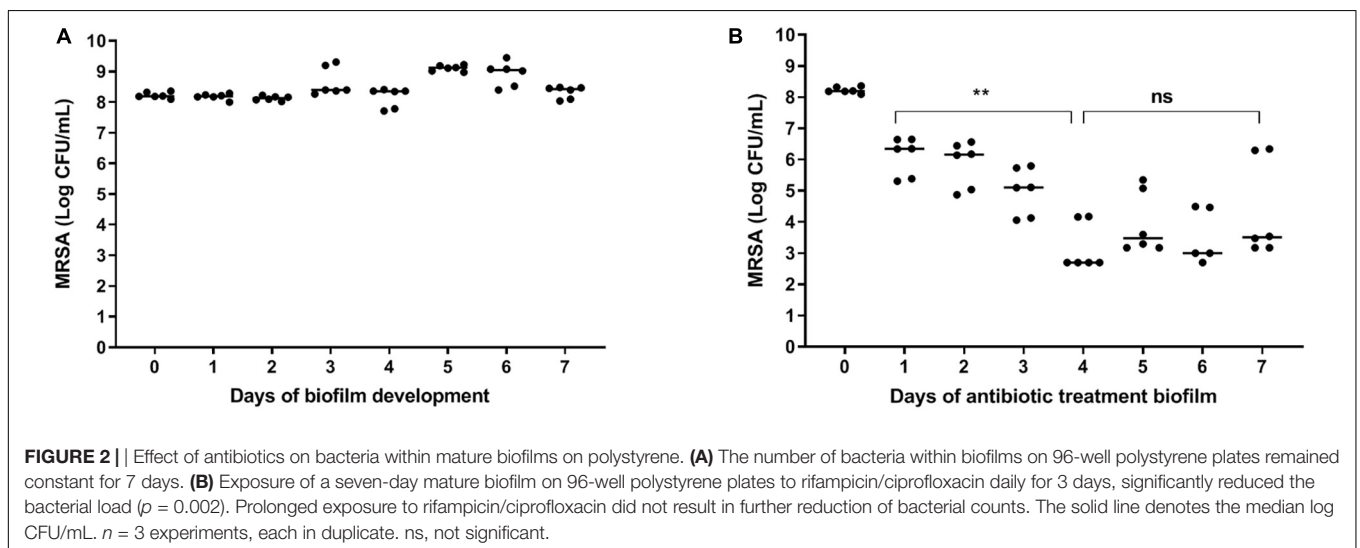 A
10
9
8
7
6
5
4
3
2
1
0
MRSA (Log CFU/mL)
0 1 2 3 4 5 6 7
Days of biofilm development
B
10
9
8
7
6
5
4
3
2
1
0
MRSA (Log CFU/mL)
** ns
0 1 2 3 4 5 6 7
Days of antibiotic treatment biofilm
FIGURE 2 | | Effect of antibiotics on bacteria within mature biofilms on polystyrene. (A) The number of bacteria within biofilms on 96-well polystyrene plates remained
constant for 7 days. (B) Exposure of a seven-day mature biofilm on 96-well polystyrene plates to rifampicin/ciprofloxacin daily for 3 days, significantly reduced the
bacterial load (p = 0.002). Prolonged exposure to rifampicin/ciprofloxacin did not result in further reduction of bacterial counts. The solid line denotes the median log
CFU/mL. n = 3 experiments, each in duplicate. ns, not significant.